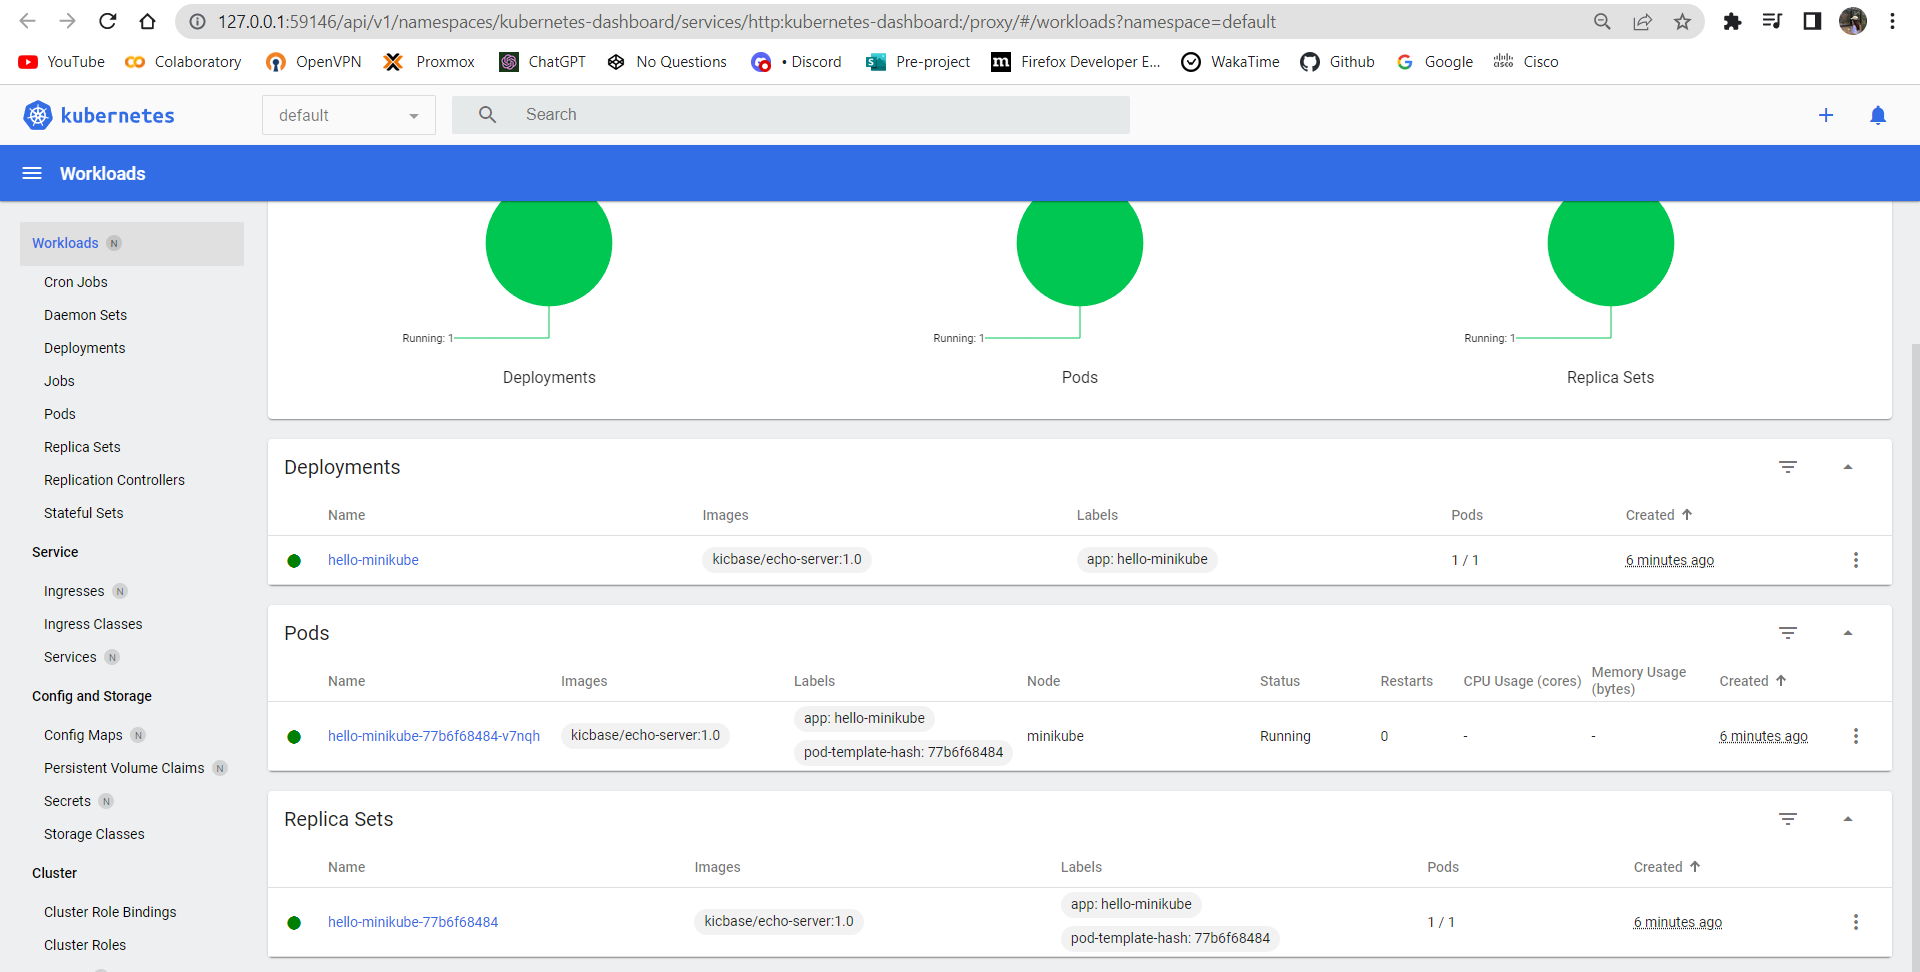 127.0.0.1:59146/api/v1/namespaces/kubernetes-dashboard/services/http:kubernetes-dashboard:/proxy/#/workloads?namespace=default
YouTube Colaboratory OpenVPN Proxmox ChatGPT No Questions • Discord Pre-project Firefox Developer E... WakaTime Github Google Cisco
kubernetes default Search
Workloads
Workloads N
Cron Jobs
Daemon Sets
Deployments
Jobs
Pods
Replica Sets
Replication Controllers
Stateful Sets
Service
Ingresses N
Ingress Classes
Services N
Config and Storage
Config Maps N
Persistent Volume Claims N
Secrets N
Storage Classes
Cluster
Cluster Role Bindings
Cluster Roles
Running: 1 Running: 1 Running: 1
Deployments Pods Replica Sets
Deployments
Name Images Labels Pods Created
hello-minikube kicbase/echo-server:1.0 app: hello-minikube 1 / 1 6 minutes ago
Pods
Name Images Labels Node Status Restarts CPU Usage (cores) Memory Usage (bytes) Created
hello-minikube-77b6f68484-v7nqh kicbase/echo-server:1.0 app: hello-minikube pod-template-hash: 77b6f68484 minikube Running 0 - - 6 minutes ago
Replica Sets
Name Images Labels Pods Created
hello-minikube-77b6f68484 kicbase/echo-server:1.0 app: hello-minikube pod-template-hash: 77b6f68484 1 / 1 6 minutes ago